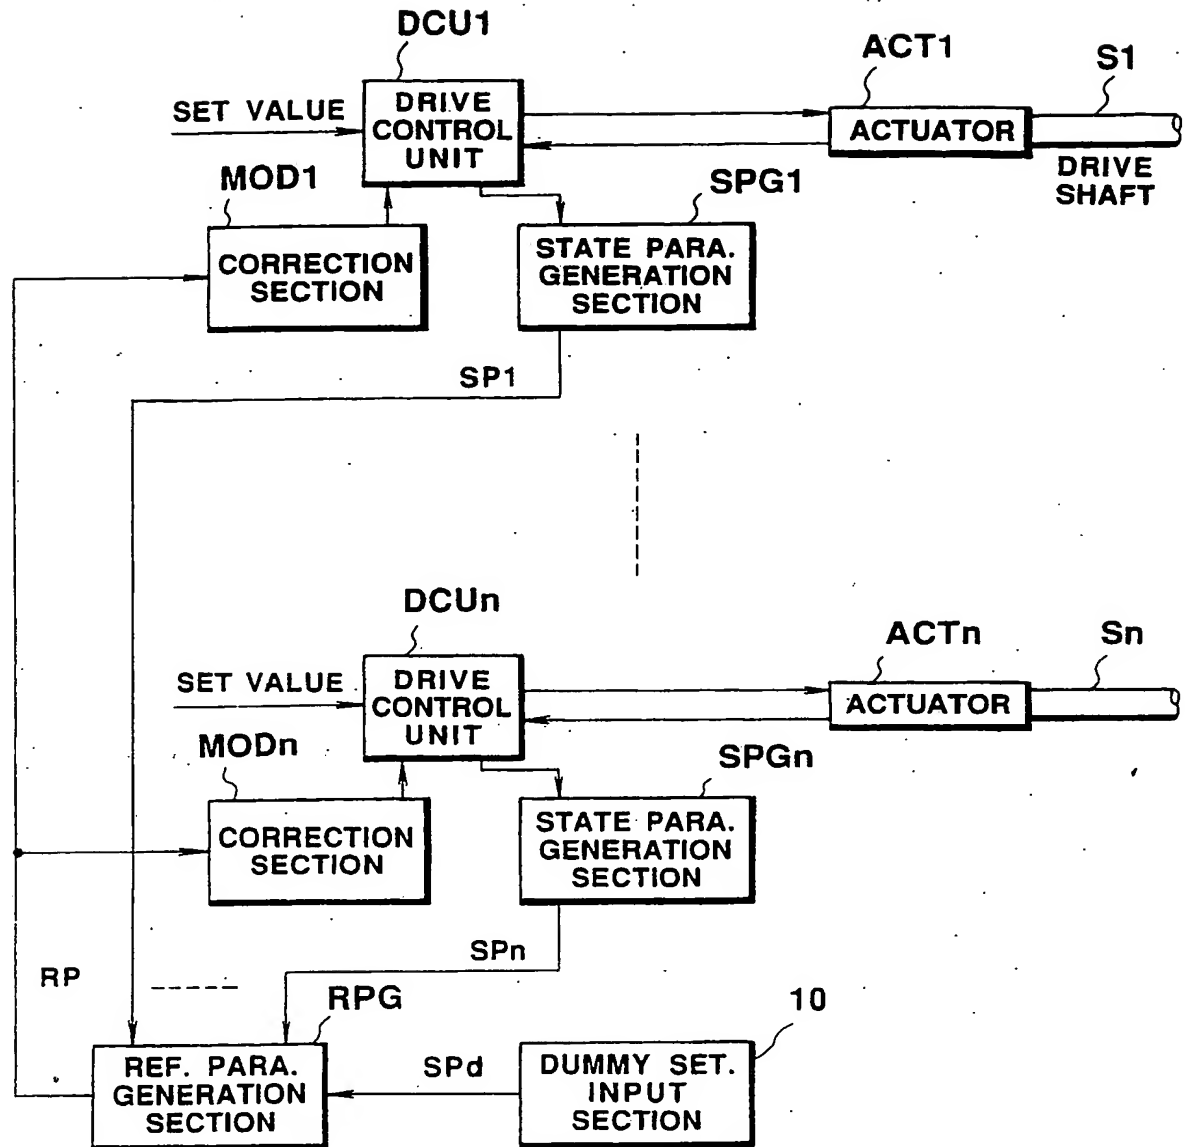 DCU1
ACT1
S1
SET VALUE
DRIVE
CONTROL
UNIT
ACTUATOR
DRIVE
SHAFT
MOD1
SPG1
CORRECTION
SECTION
STATE PARA.
GENERATION
SECTION
SP1
DCUn
ACTn
Sn
SET VALUE
DRIVE
CONTROL
UNIT
ACTUATOR
MODn
SPGn
CORRECTION
SECTION
STATE PARA.
GENERATION
SECTION
SPn
RP
RPG
10
REF. PARA.
GENERATION
SECTION
SPd
DUMMY SET.
INPUT
SECTION